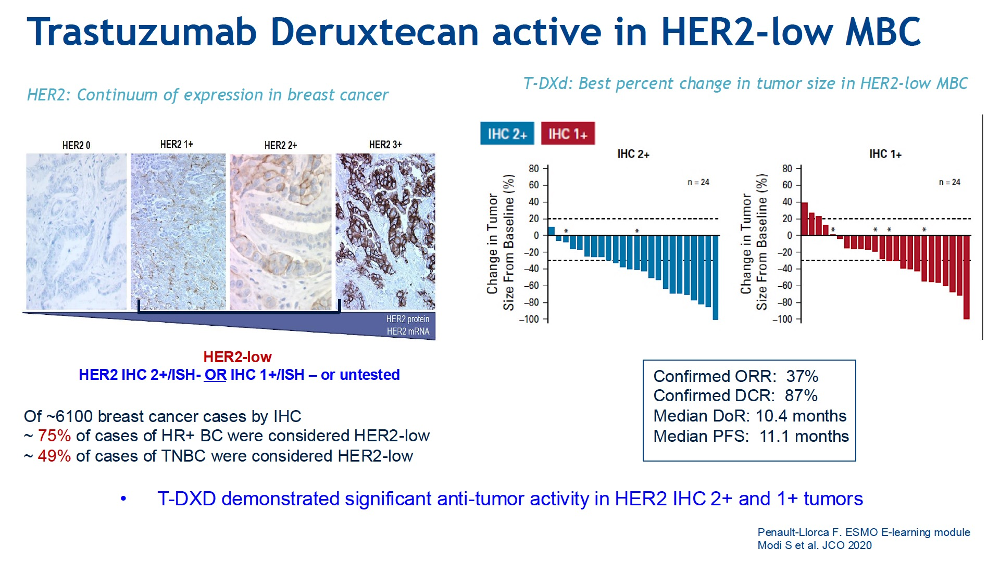 Trastuzumab Deruxtecan active in HER2-low MBC
HER2: Continuum of expression in breast cancer
HER2 0
HER2 1+
HER2 2+
HER2 3+
HER2 protein
HER2 mRNA
HER2-low
HER2 IHC 2+/ISH- OR IHC 1+/ISH – or untested
Of ~6100 breast cancer cases by IHC
~ 75% of cases of HR+ BC were considered HER2-low
~ 49% of cases of TNBC were considered HER2-low
T-DXd: Best percent change in tumor size in HER2-low MBC
IHC 2+
IHC 1+
IHC 2+
n = 24
Change in Tumor
Size From Baseline (%)
80
60
40
20
0
–20
–40
–60
–80
–100
*
*
IHC 1+
n = 24
Change in Tumor
Size From Baseline (%)
80
60
40
20
0
–20
–40
–60
–80
–100
*
*
*
*
Confirmed ORR: 37%
Confirmed DCR: 87%
Median DoR: 10.4 months
Median PFS: 11.1 months
• T-DXD demonstrated significant anti-tumor activity in HER2 IHC 2+ and 1+ tumors
Penault-Llorca F. ESMO E-learning module
Modi S et al. JCO 2020